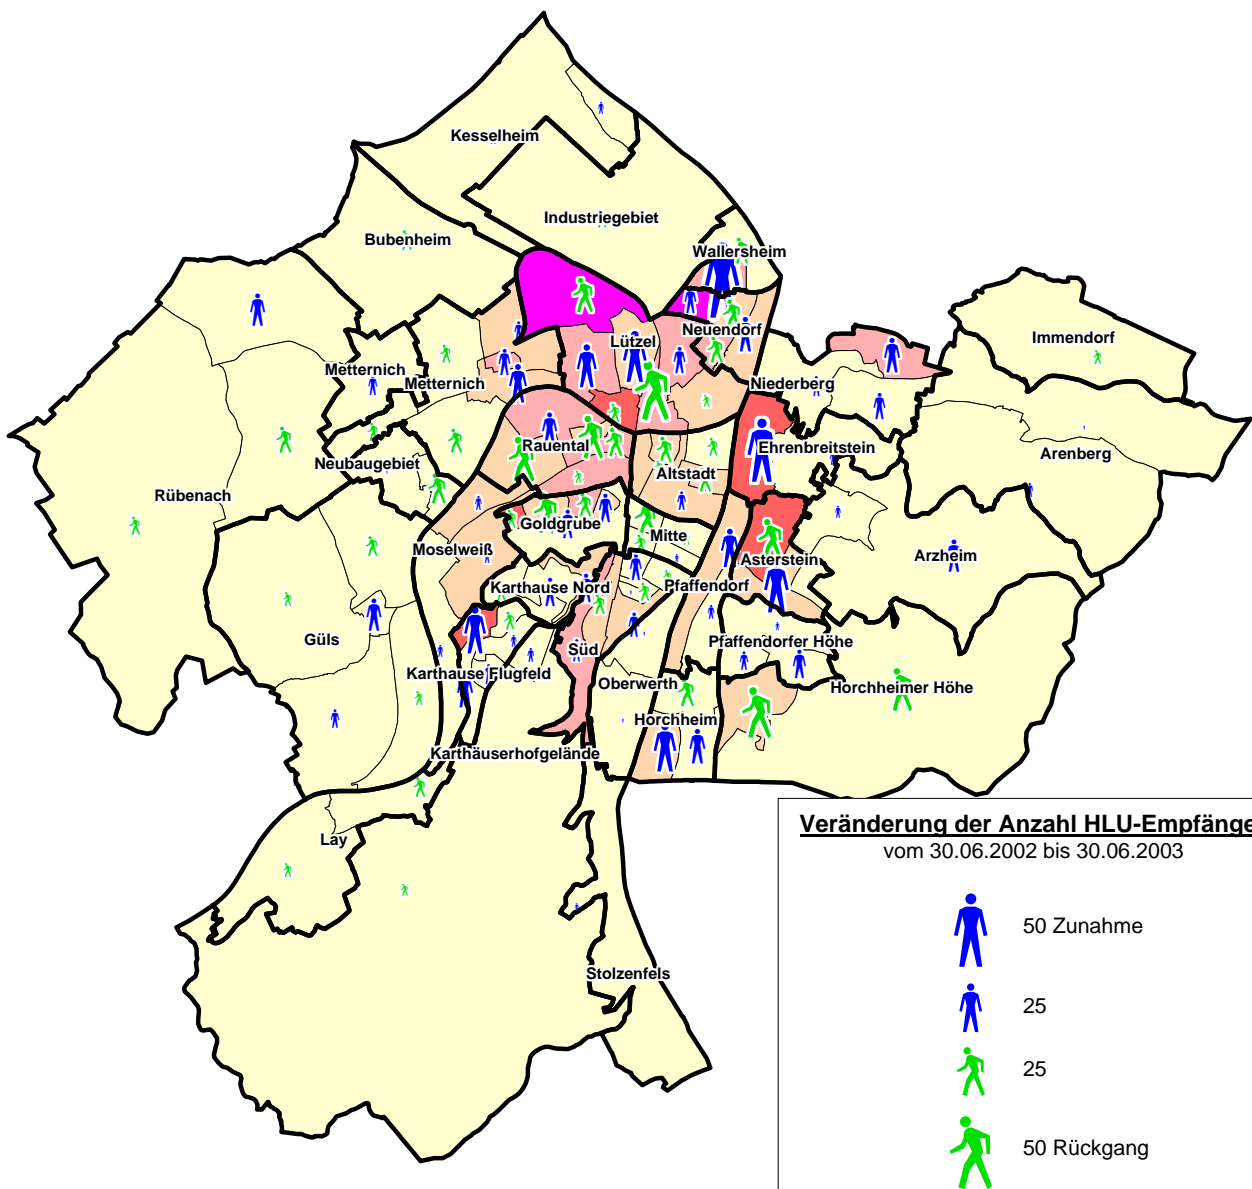 Kesselheim
Industriegebiet
Bubenheim
Wallersheim
Neuendorf
Lützel
Immendorf
Metternich
Metternich
Niederberg
Rauental
Ehrenbreitstein
Arenberg
Neubaugebiet
Altstadt
Rübenach
Goldgrube
Mitte
Moselweiß
Asterstein
Arzheim
Karthause Nord
Pfaffendorf
Güls
Süd
Pfaffendorfer Höhe
Karthause Flugfeld
Oberwerth
Horchheimer Höhe
Horchheim
Karthäuserhofgelände
Lay
Stolzenfels
Veränderung der Anzahl HLU-Empfänge
vom 30.06.2002 bis 30.06.2003
50 Zunahme
25
25
50 Rückgang